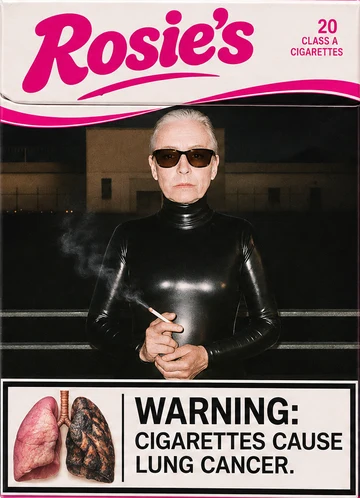 Rosie's
20
CLASS A
CIGARETTES
WARNING:
CIGARETTES CAUSE
LUNG CANCER.